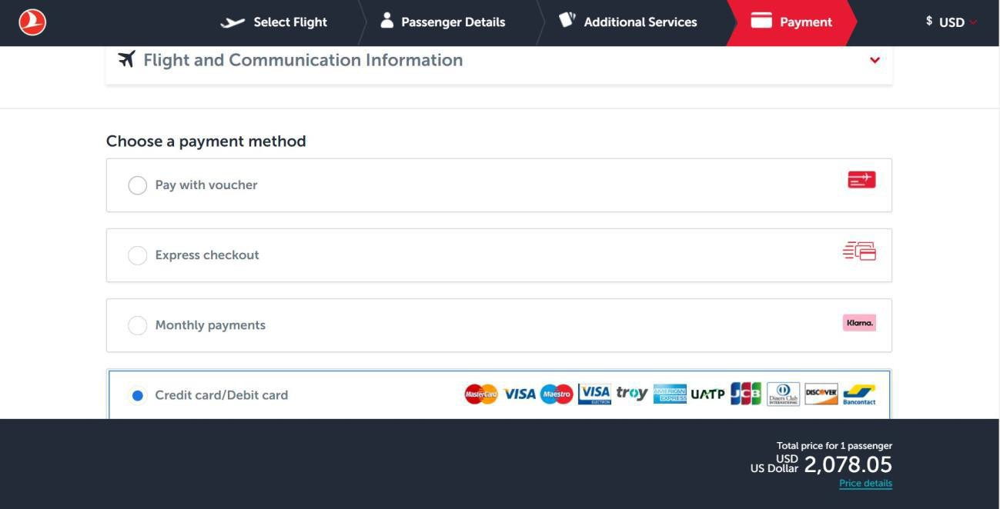 Select Flight
Passenger Details
Additional Services
Payment
$ USD
Flight and Communication Information
Choose a payment method
Pay with voucher
Express checkout
Monthly payments
Klarna.
Credit card/Debit card
MasterCard VISA Maestro VISA ELECTRON troy AMERICAN EXPRESS UATP JCB Diners Club INTERNATIONAL DISCOVER Bancontact
Total price for 1 passenger
USD
US Dollar 2,078.05
Price details